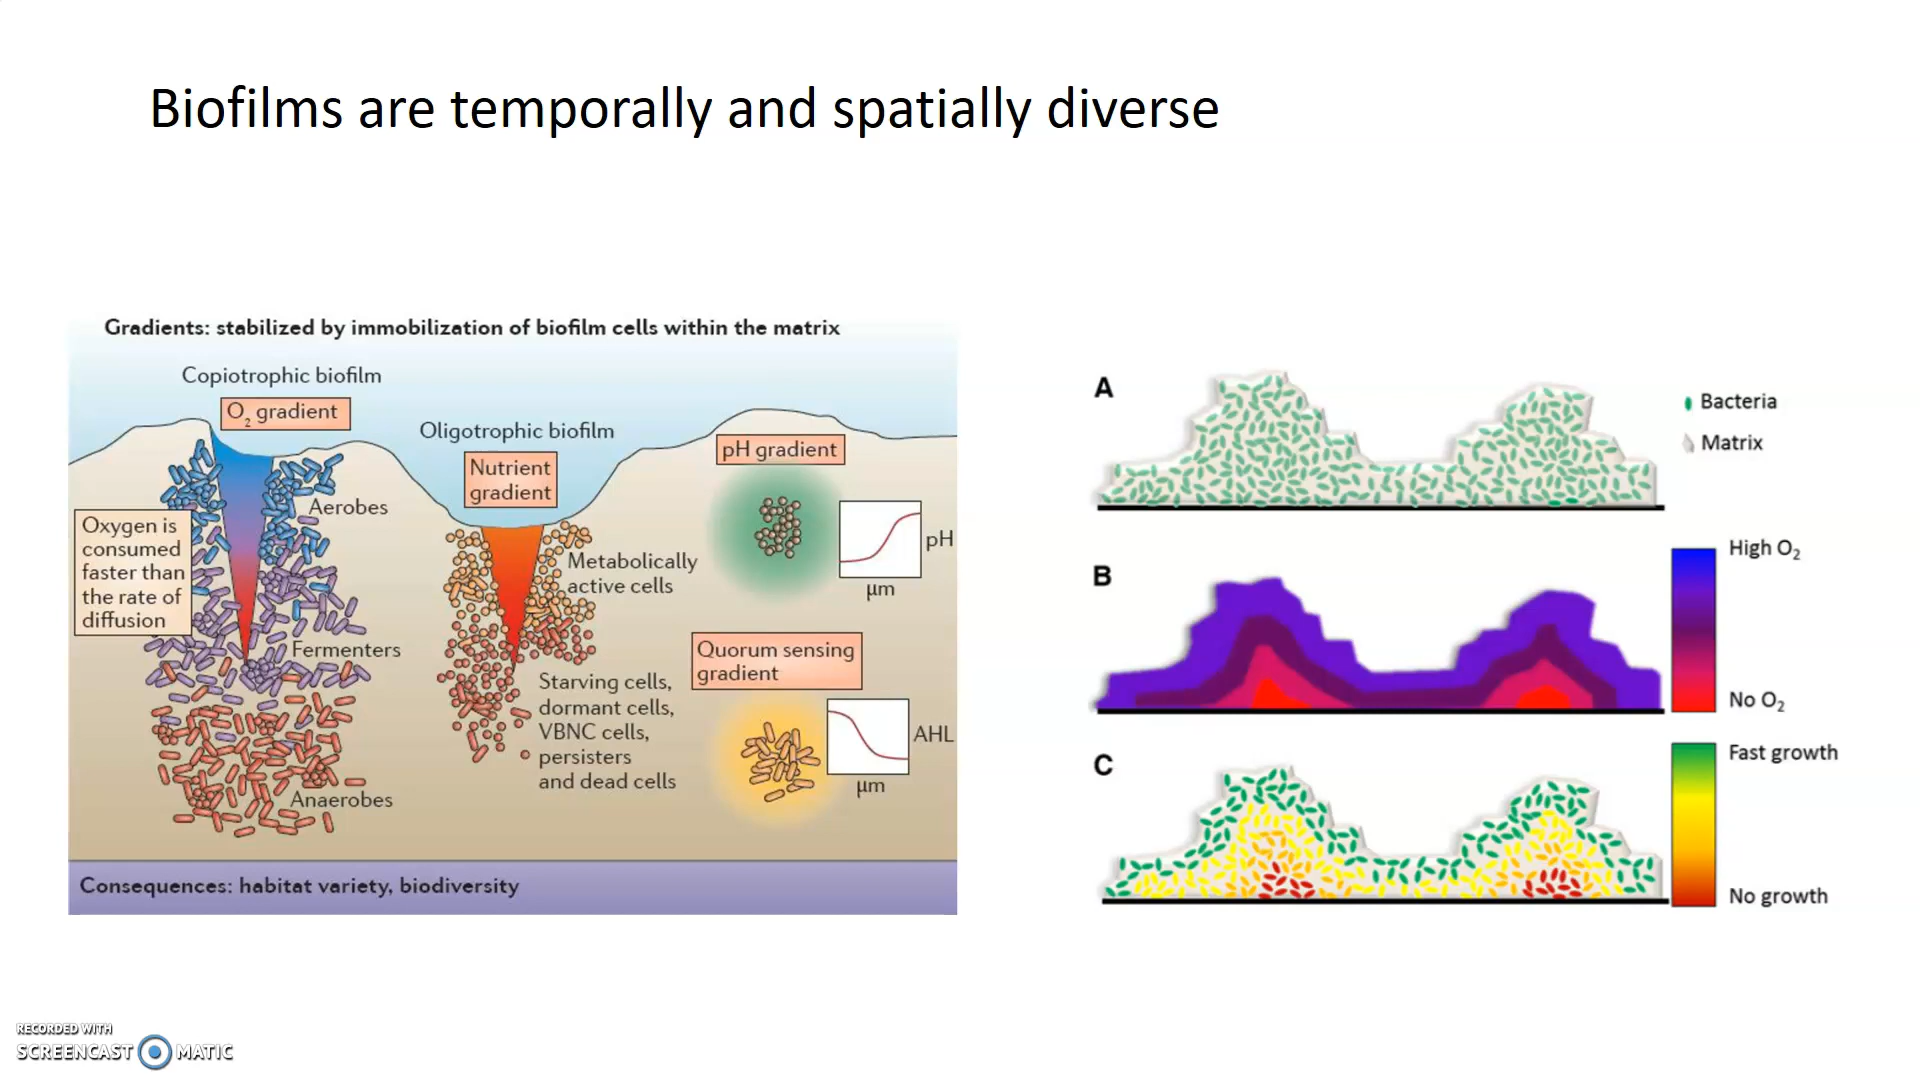 Biofilms are temporally and spatially diverse
Gradients: stabilized by immobilization of biofilm cells within the matrix
Copiotrophic biofilm
O₂ gradient
Oligotrophic biofilm
Nutrient
gradient
pH gradient
Aerobes
Oxygen is
consumed
faster than
the rate of
diffusion
Metabolically
active cells
pH
μm
Fermenters
Quorum sensing
gradient
Starving cells,
dormant cells,
VBNC cells,
persisters
and dead cells
AHL
μm
Anaerobes
Consequences: habitat variety, biodiversity
A
Bacteria
Matrix
B
High O₂
No O₂
C
Fast growth
No growth
RECORDED WITH
SCREENCAST MATIC